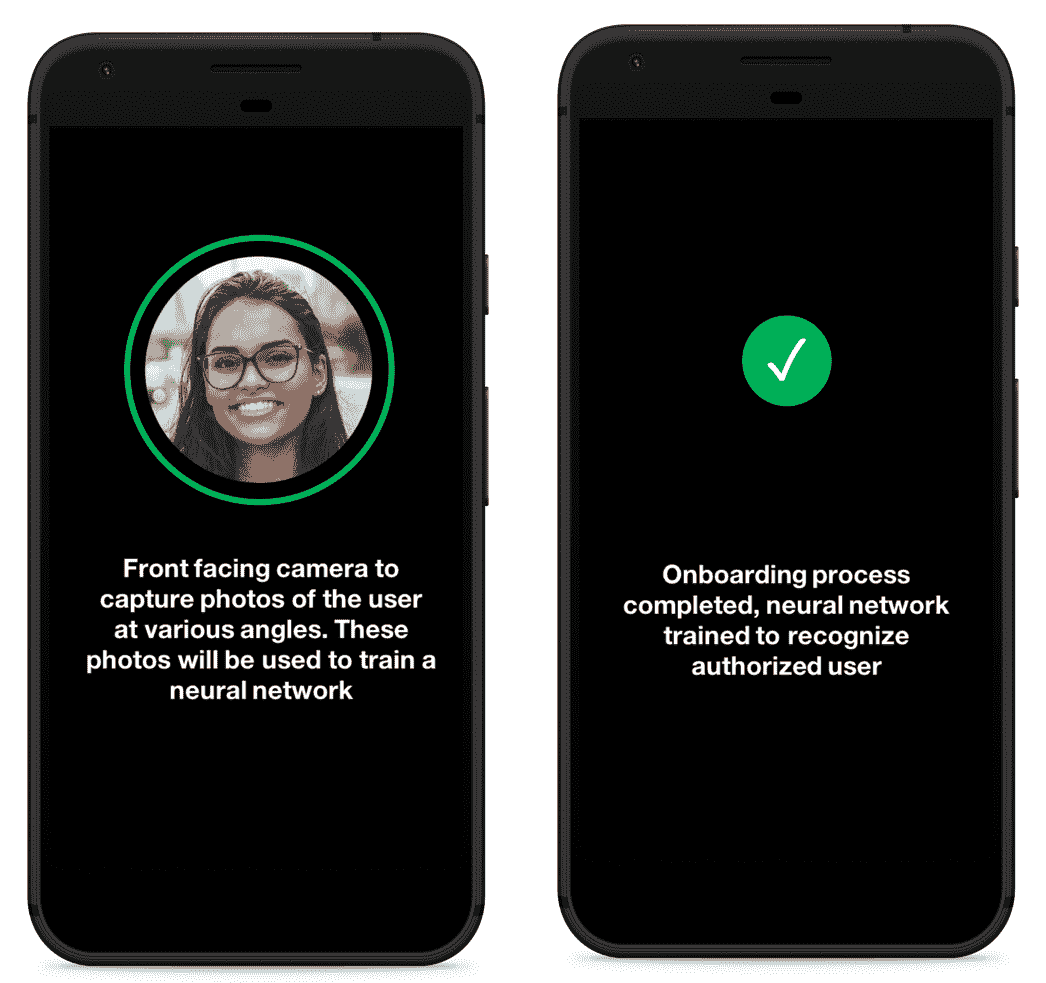 Front facing camera to
capture photos of the user
at various angles. These
photos will be used to train a
neural network
Onboarding process
completed, neural network
trained to recognize
authorized user